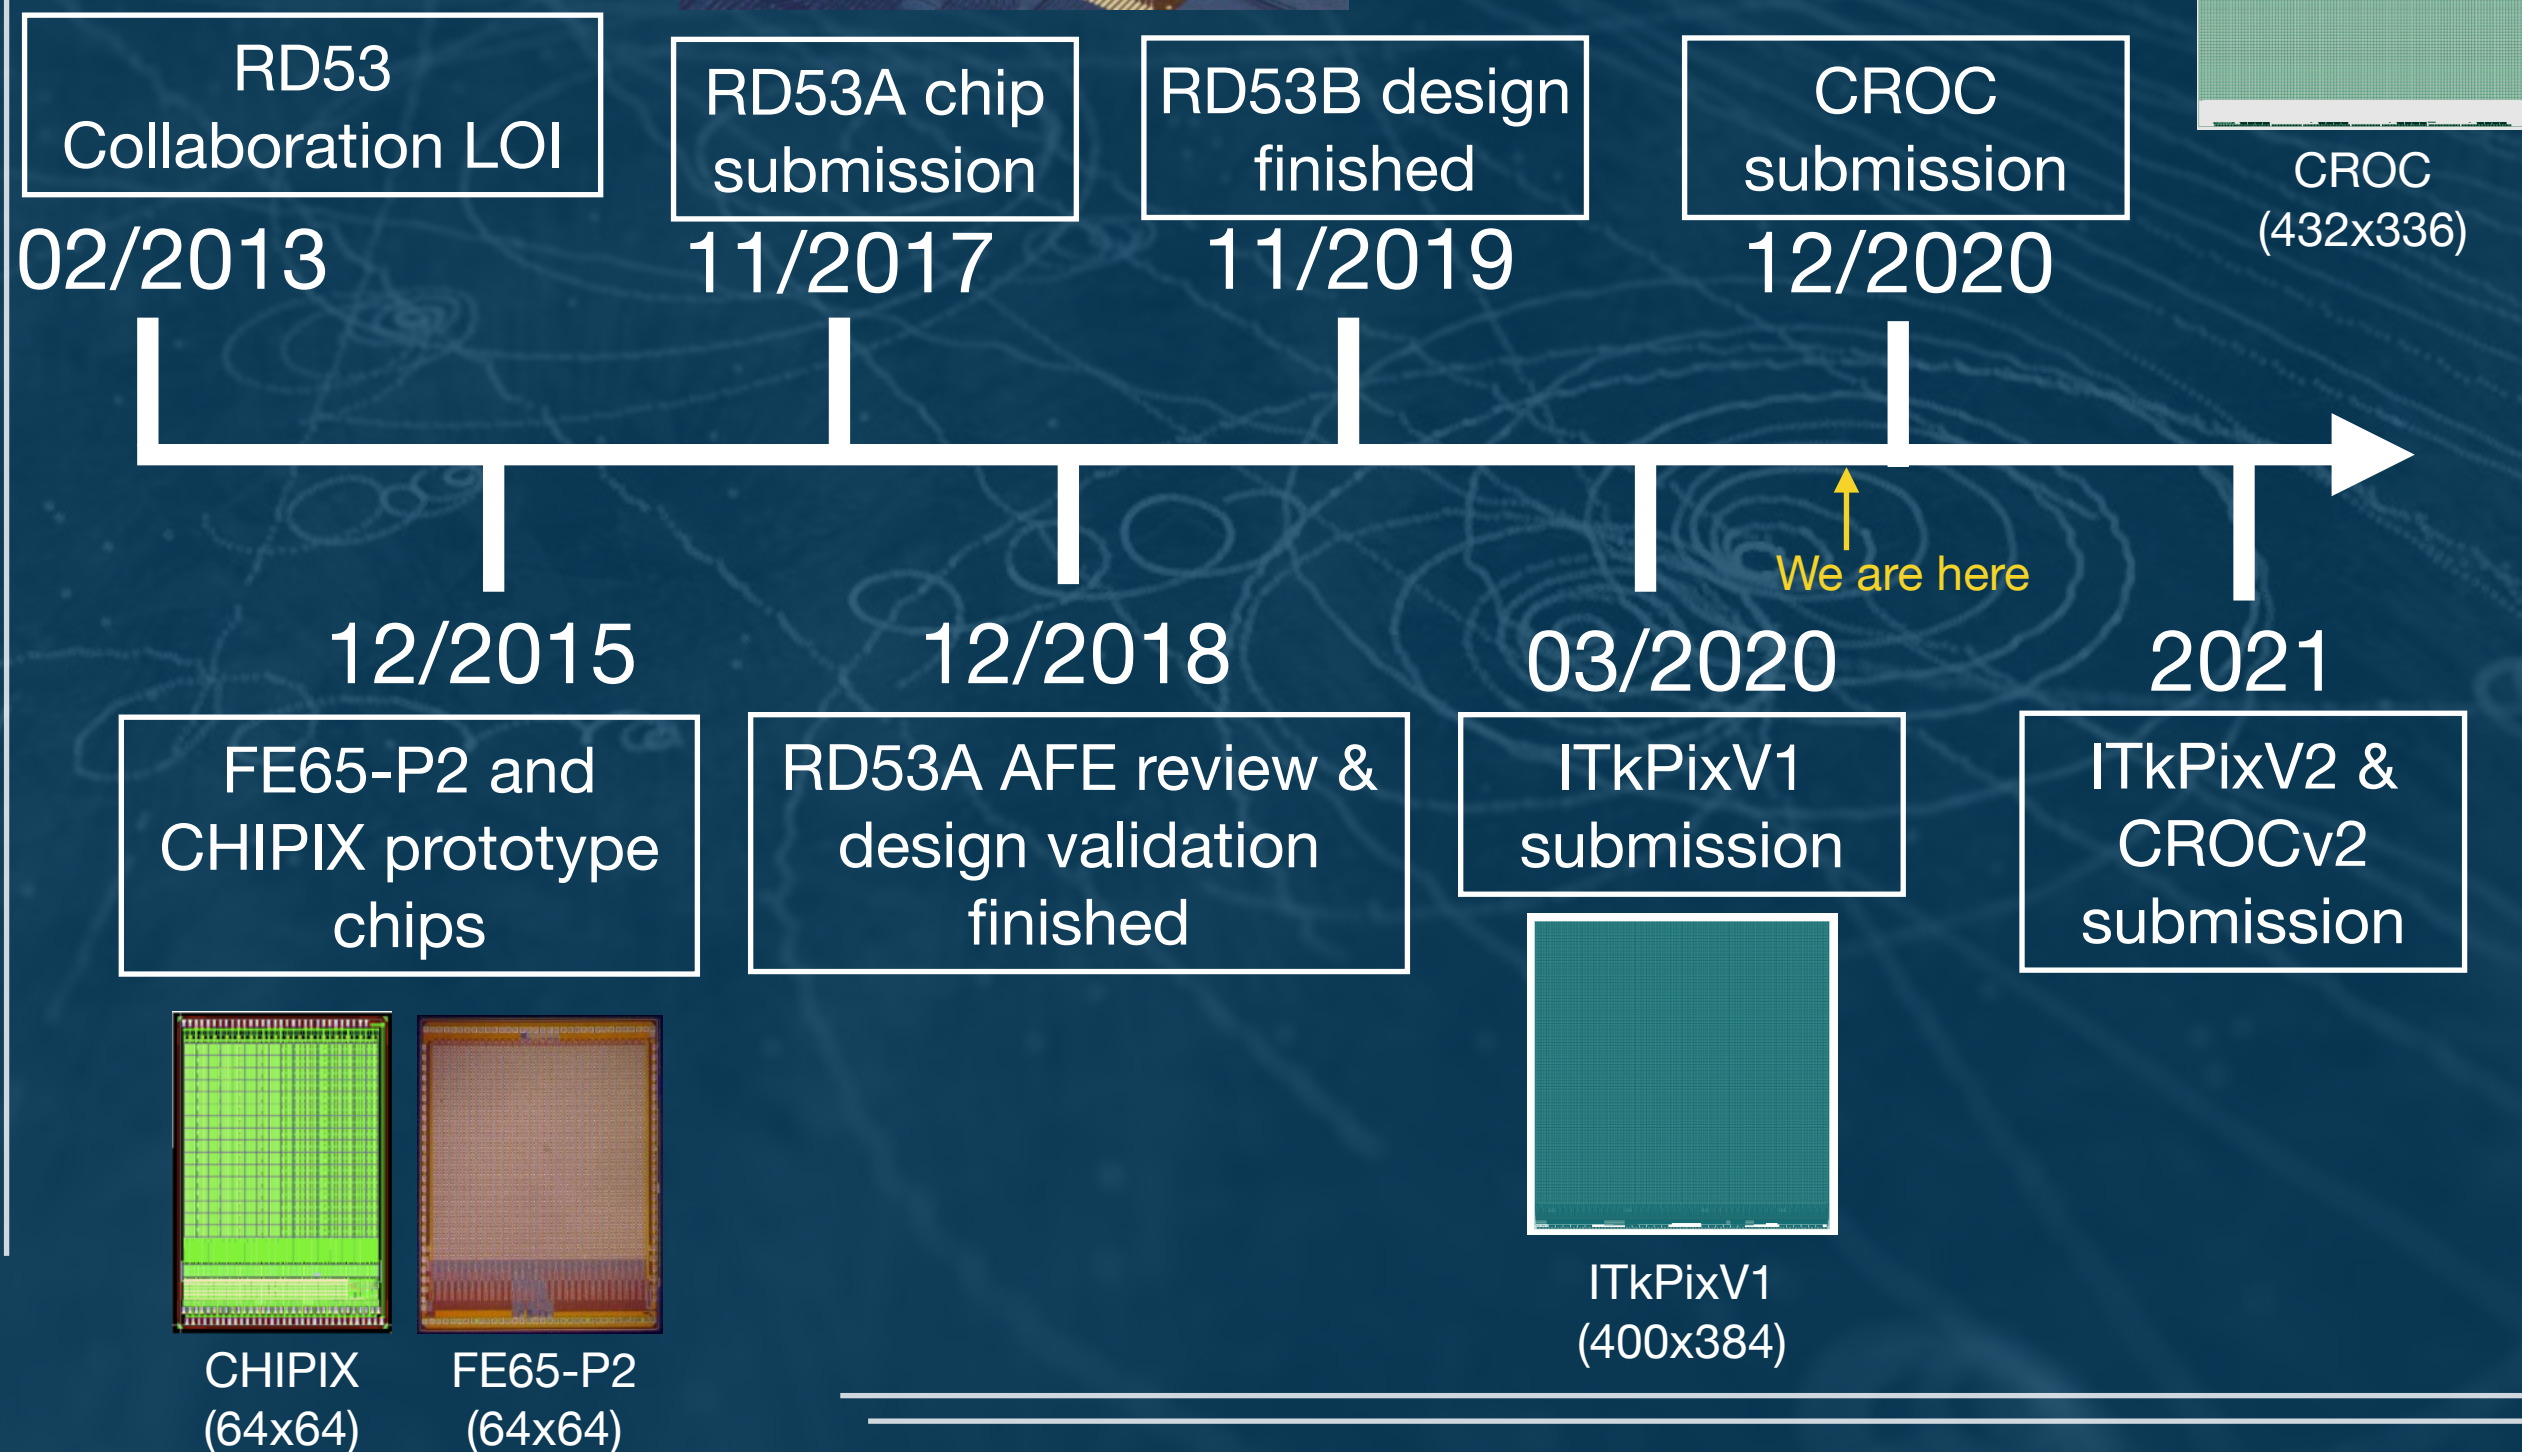 RD53
Collaboration LOI
02/2013
RD53A chip
submission
11/2017
RD53B design
finished
11/2019
CROC
submission
12/2020
CROC
(432x336)
We are here
12/2015
FE65-P2 and
CHIPIX prototype
chips
12/2018
RD53A AFE review &
design validation
finished
03/2020
ITkPixV1
submission
2021
ITkPixV2 &
CROCv2
submission
CHIPIX
(64x64)
FE65-P2
(64x64)
ITkPixV1
(400x384)